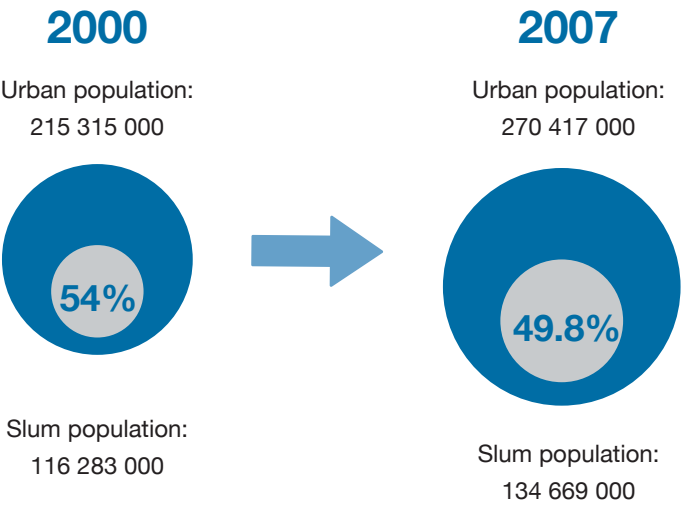 2000
Urban population:
215 315 000
54%
Slum population:
116 283 000
2007
Urban population:
270 417 000
49.8%
Slum population:
134 669 000